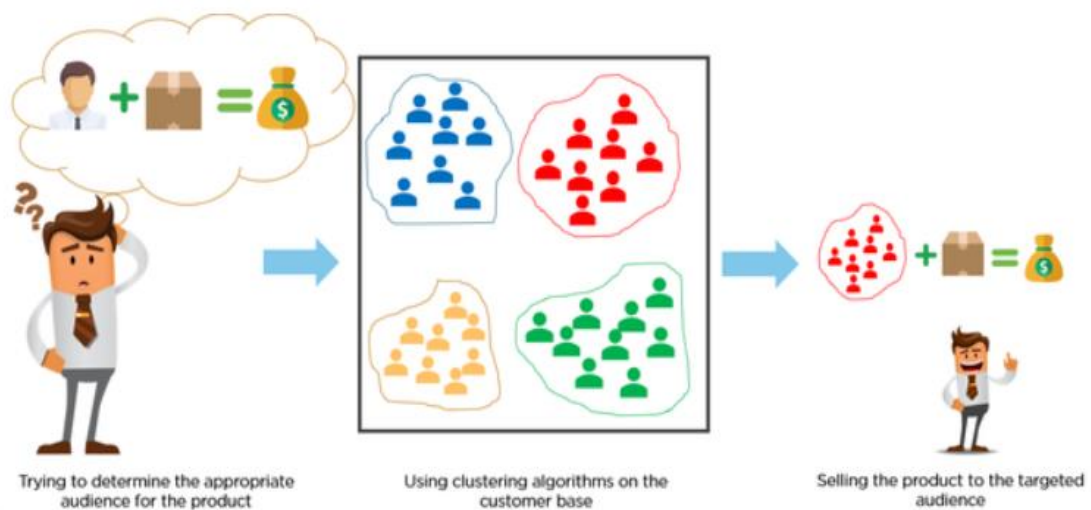 ??
$
Trying to determine the appropriate
audience for the product
Using clustering algorithms on the
customer base
$
Selling the product to the targeted
audience